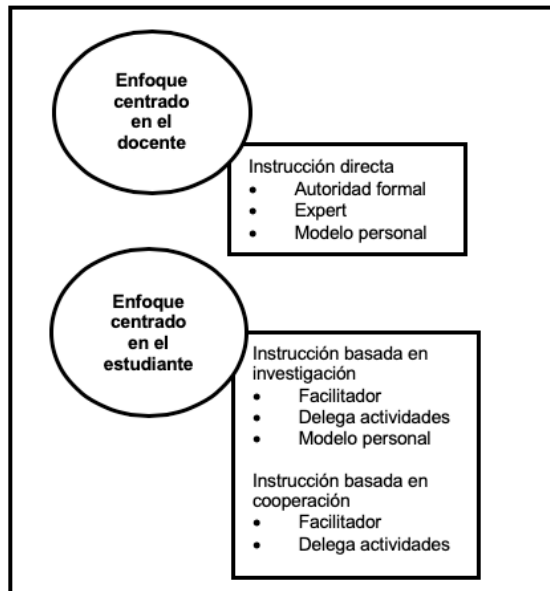 Enfoque
centrado
en el
docente
Instrucción directa
• Autoridad formal
• Expert
• Modelo personal
Enfoque
centrado
en el
estudiante
Instrucción basada en
investigación
• Facilitador
• Delega actividades
• Modelo personal
Instrucción basada en
cooperación
• Facilitador
• Delega actividades